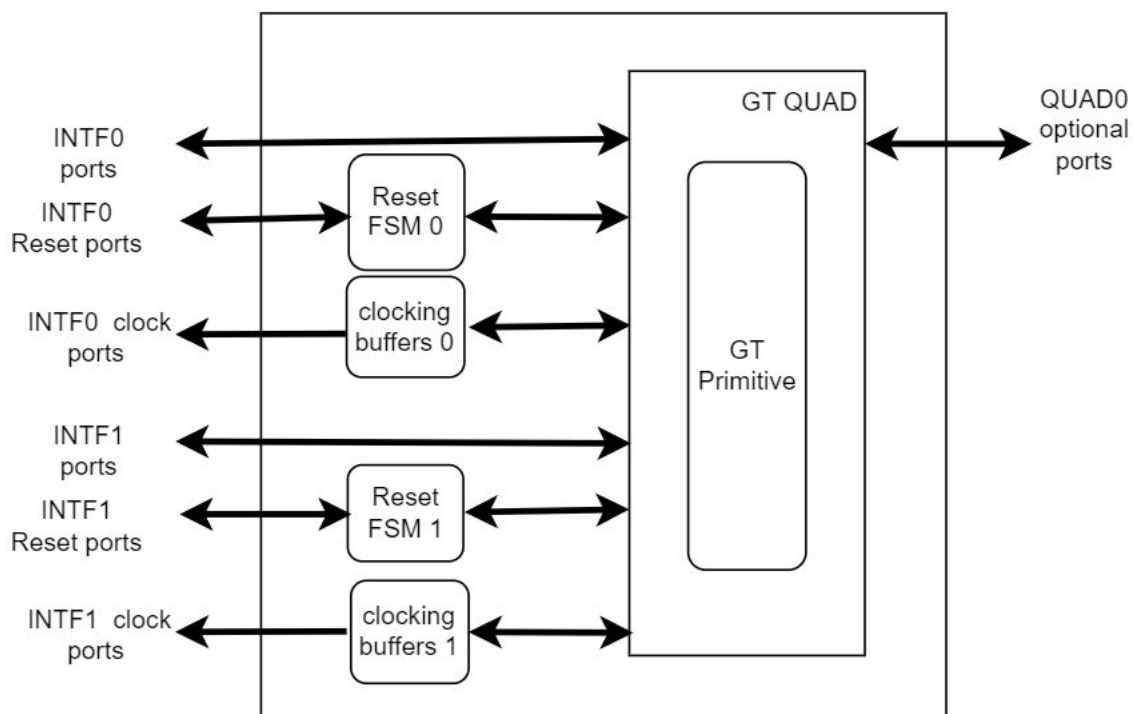 INTF0
ports
INTF0
Reset ports
INTF0 clock
ports
INTF1
ports
INTF1
Reset ports
INTF1 clock
ports
Reset
FSM 0
clocking
buffers 0
Reset
FSM 1
clocking
buffers 1
GT QUAD
GT
Primitive
QUAD0
optional
ports